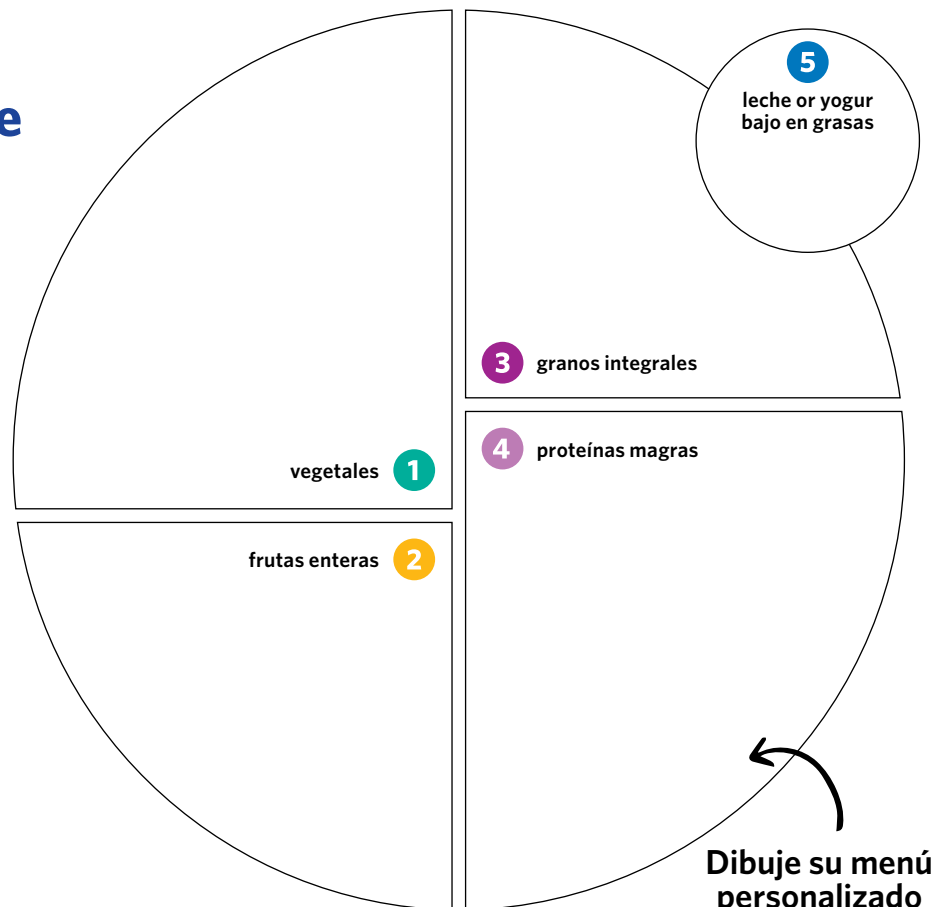 e
5
leche or yogur
bajo en grasas
3 granos integrales
vegetales 1
4 proteínas magras
frutas enteras 2
Dibuje su menú
personalizado